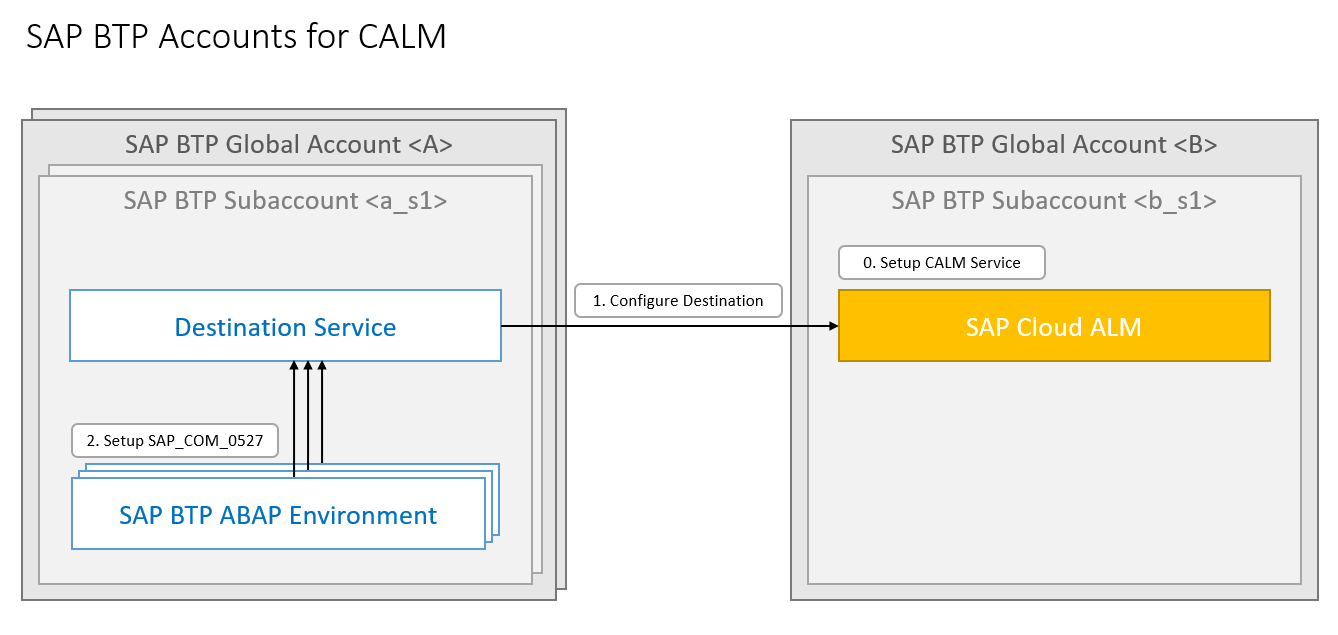 SAP BTP Accounts for CALM
SAP BTP Global Account <A>
SAP BTP Subaccount <a_s1>
Destination Service
2. Setup SAP_COM_0527
SAP BTP ABAP Environment
1. Configure Destination
SAP BTP Global Account <B>
SAP BTP Subaccount <b_s1>
0. Setup CALM Service
SAP Cloud ALM